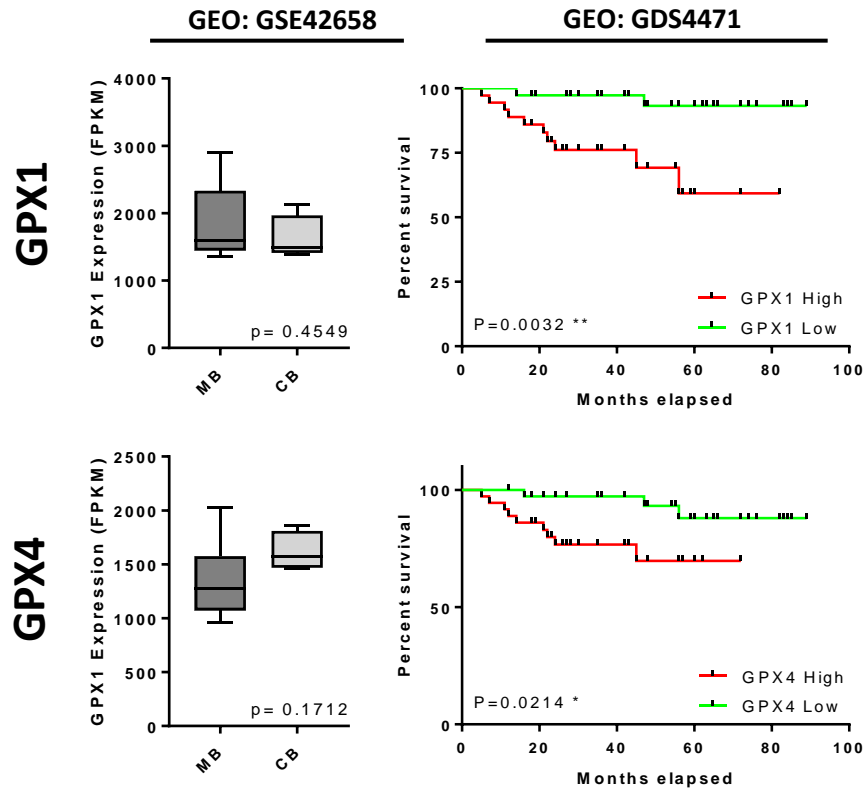 GEO: GSE42658
GEO: GDS4471
GPX1
GPX1 Expression (FPKM)
4000
3000
2000
1000
0
p= 0.4549
MB
CB
Percent survival
100
75
50
25
0
P=0.0032 **
GPX1 High
GPX1 Low
0 20 40 60 80 100
Months elapsed
GPX4
GPX1 Expression (FPKM)
2500
2000
1500
1000
500
0
p= 0.1712
MB
CB
Percent survival
100
50
0
P=0.0214 *
GPX4 High
GPX4 Low
0 20 40 60 80 100
Months elapsed